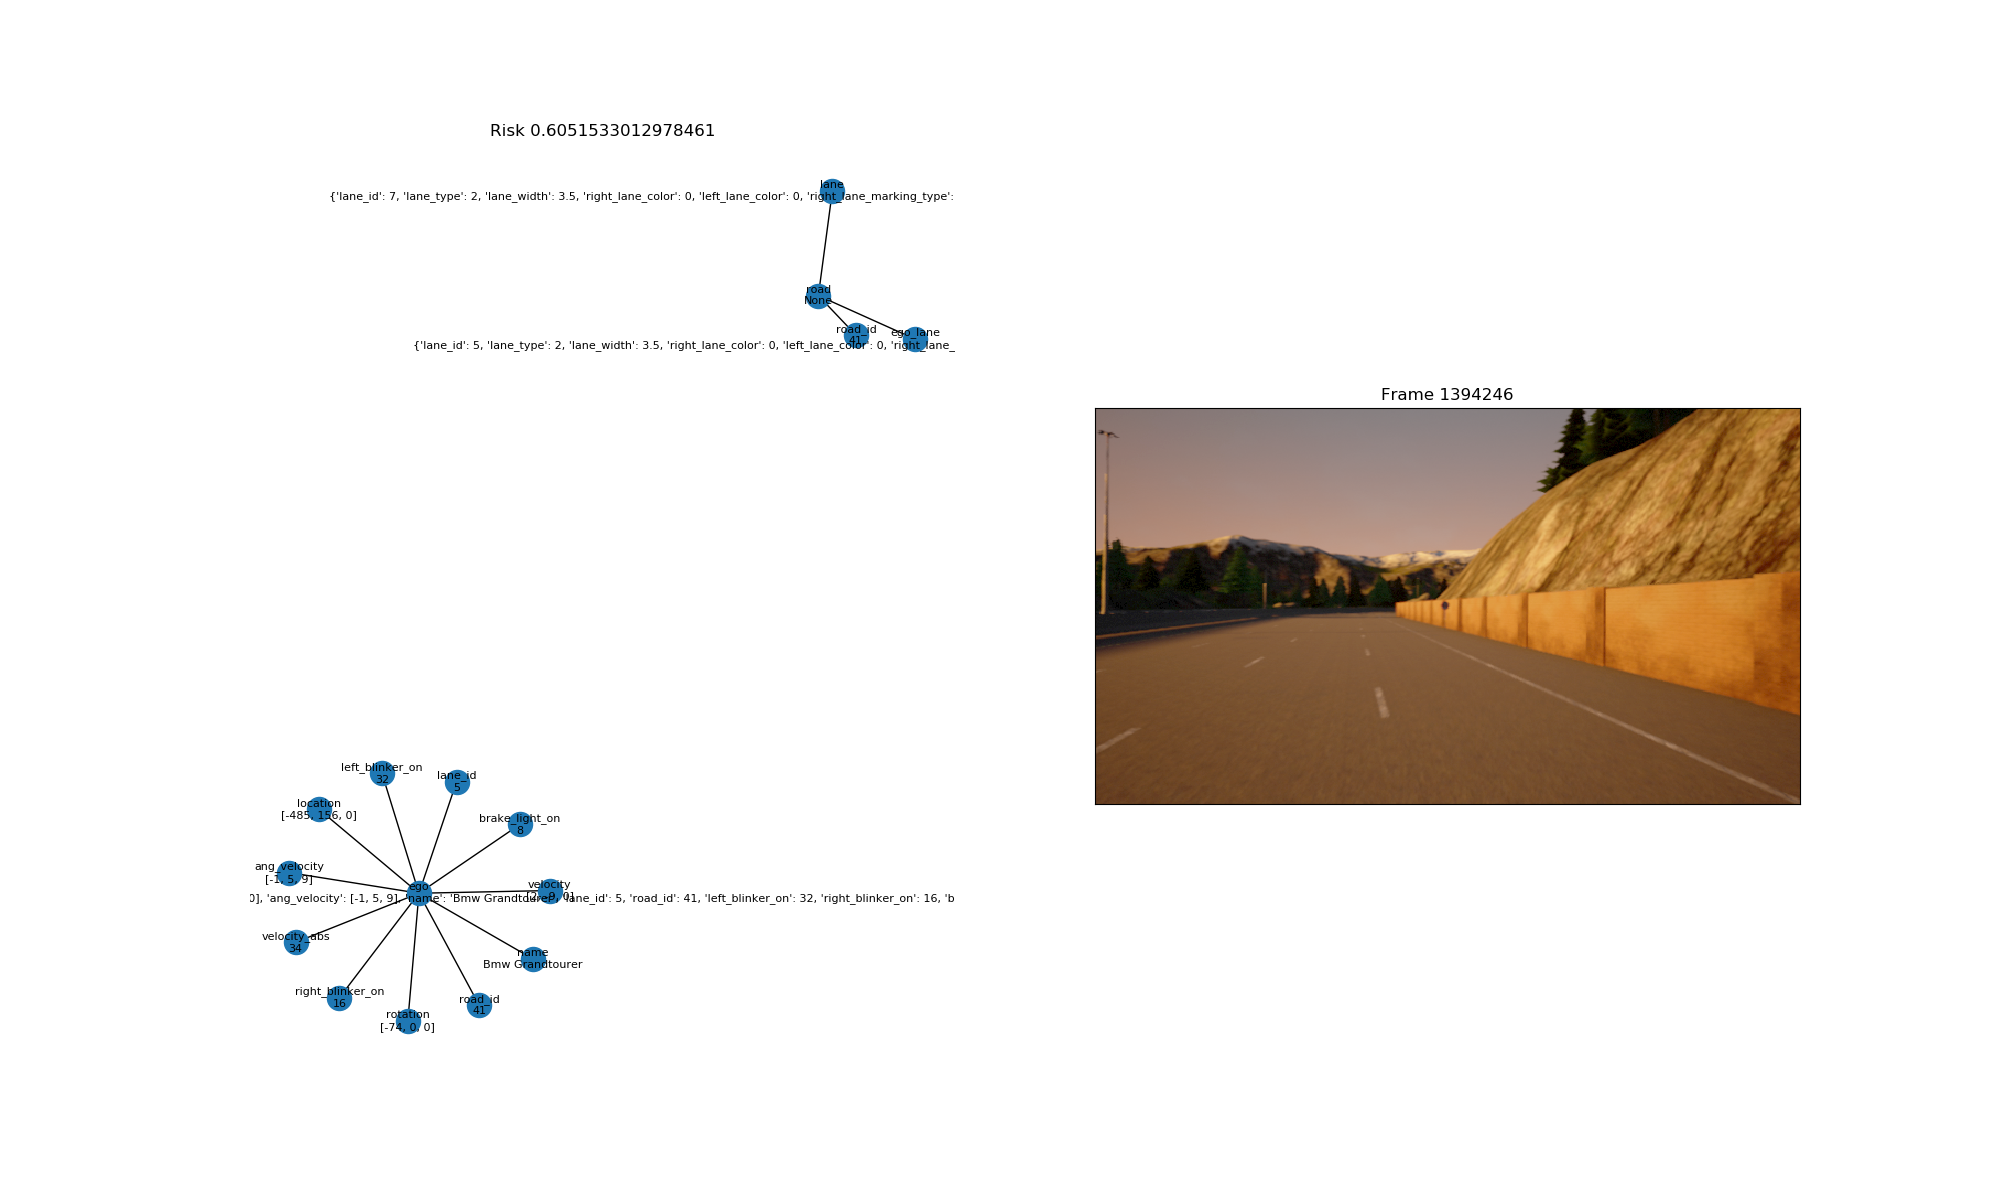 Risk 0.6051533012978461
lane
{'lane_id': 7, 'lane_type': 2, 'lane_width': 3.5, 'right_lane_color': 0, 'left_lane_color': 0, 'right_lane_marking_type':
road
None
road_id
41
ego_lane
{'lane_id': 5, 'lane_type': 2, 'lane_width': 3.5, 'right_lane_color': 0, 'left_lane_color': 0, 'right_lane_
Frame 1394246
left_blinker_on
32
lane_id
5
location
[-485, 156, 0]
brake_light_on
8
ang_velocity
[-1, 5, 9]
ego
0], 'ang_velocity': [-1, 5, 9], 'name': 'Bmw Grandtourer', 'lane_id': 5, 'road_id': 41, 'left_blinker_on': 32, 'right_blinker_on': 16, 'b
velocity
velocity_abs
34
name
Bmw Grandtourer
right_blinker_on
16
road_id
41
rotation
[-74, 0, 0]